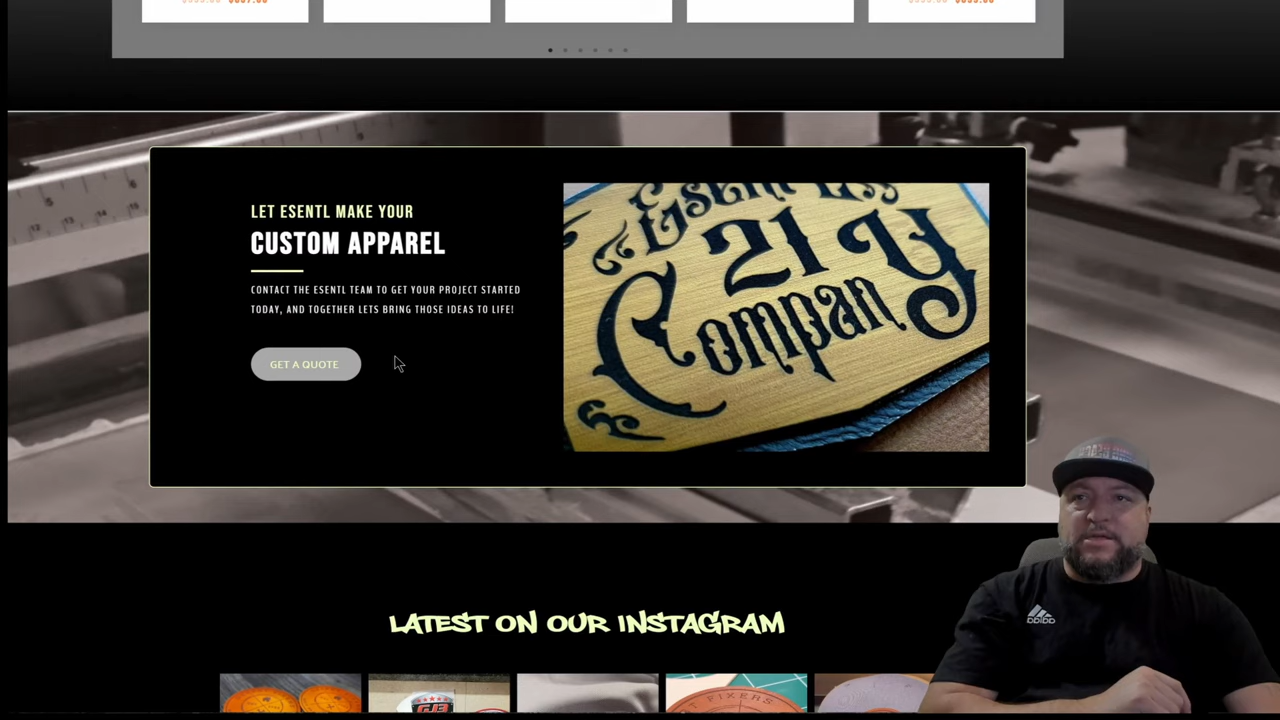 LET ESENTL MAKE YOUR
CUSTOM APPAREL
CONTACT THE ESENTL TEAM TO GET YOUR PROJECT STARTED
TODAY, AND TOGETHER LETS BRING THOSE IDEAS TO LIFE!
GET A QUOTE
21
Company
LATEST ON OUR INSTAGRAM